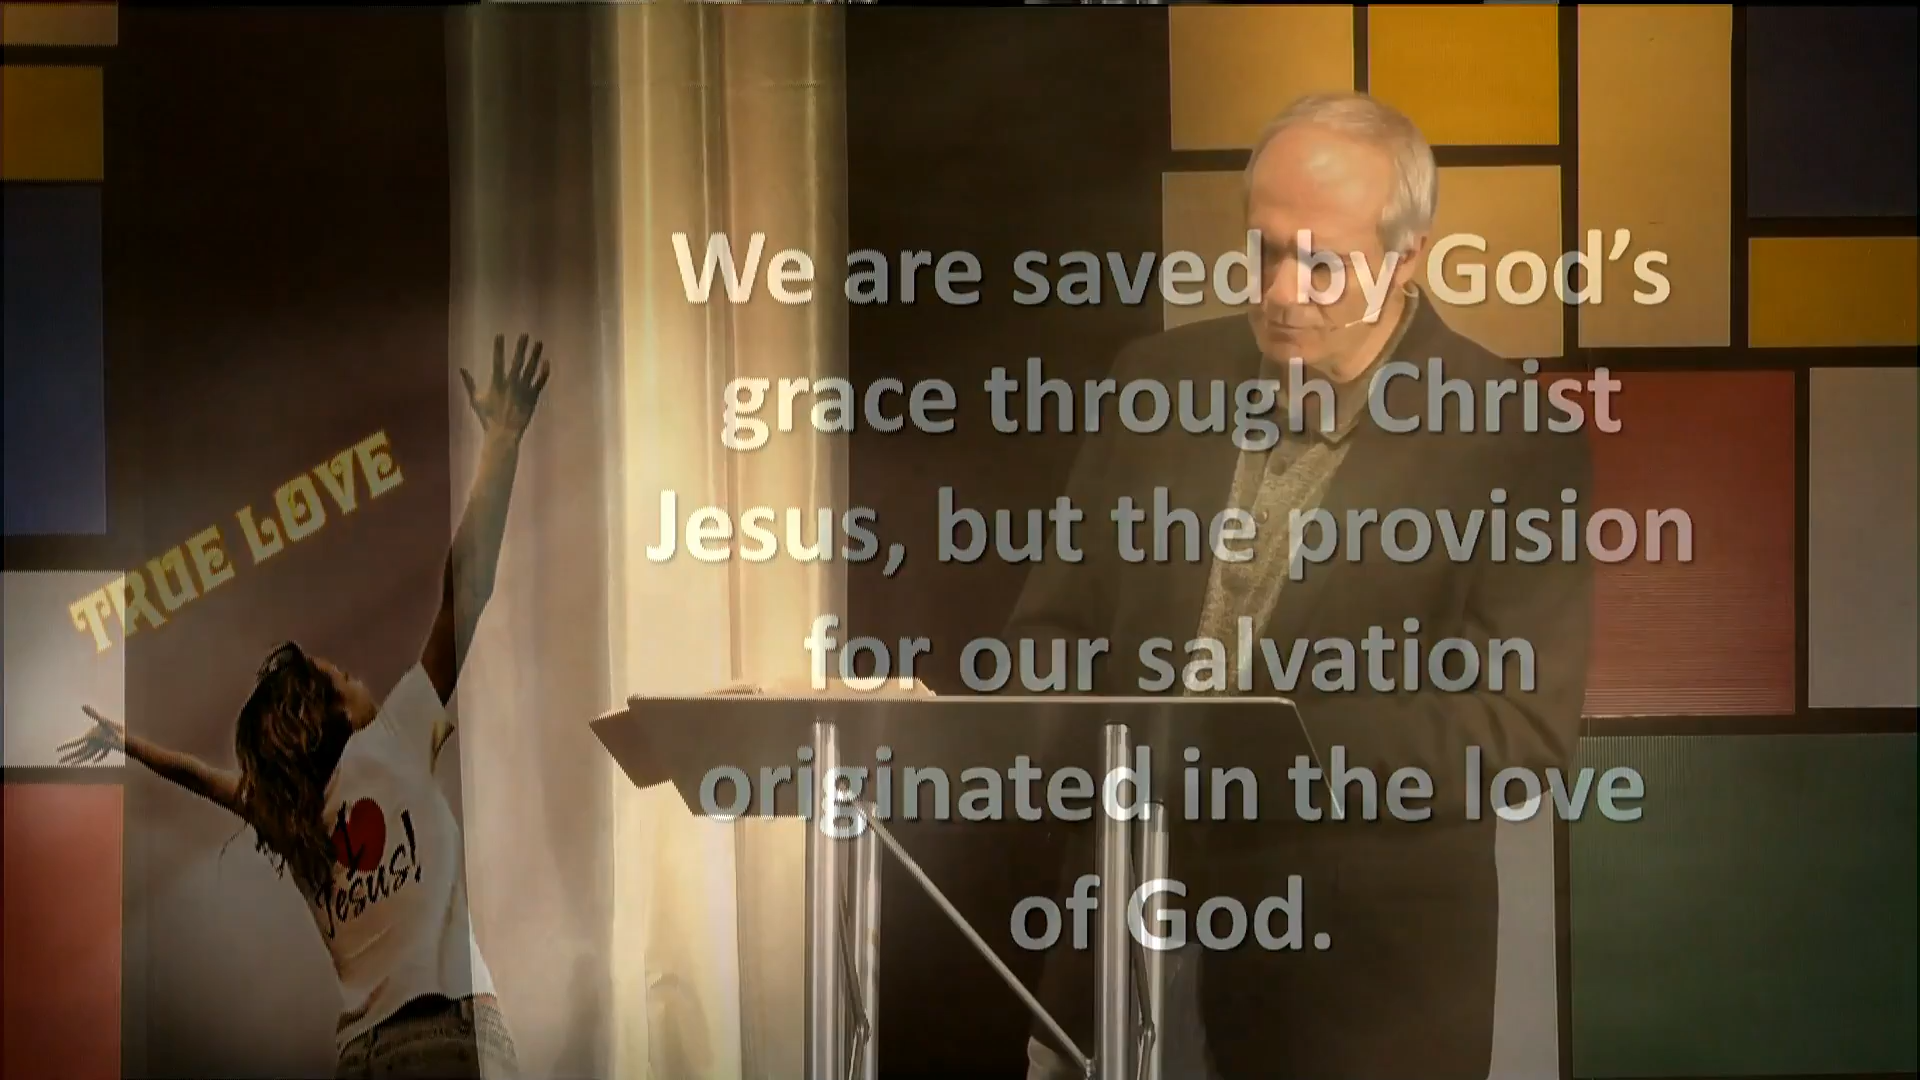 We are saved by God's
grace through Christ
Jesus, but the provision
for our salvation
originated in the love
of God.
TRUE LOVE
I
Jesus!